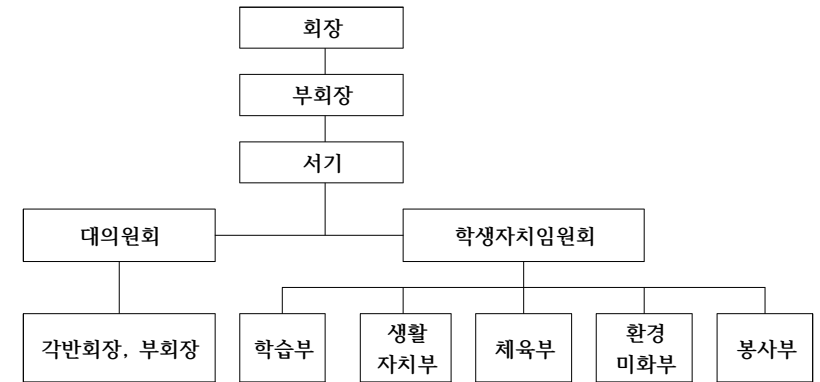 회장
부회장
서기
대의원회
학생자치임원회
각반회장, 부회장
학습부
생활
자치부
체육부
환경
미화부
봉사부